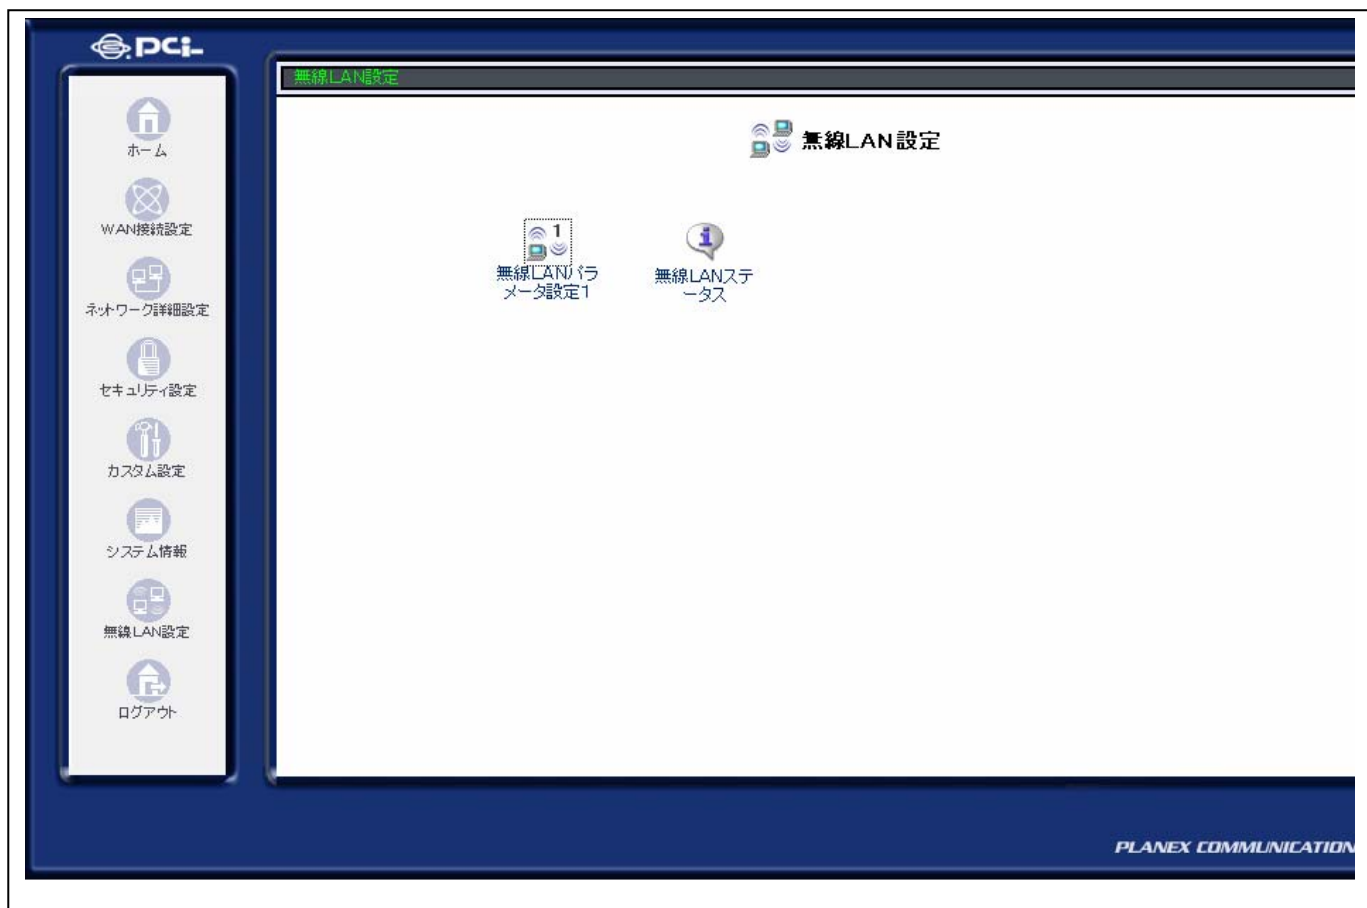 PCi
無線LAN設定
無線LAN設定
ホーム
WAN接続設定
ネットワーク詳細設定
セキュリティ設定
カスタム設定
システム情報
無線LAN設定
ログアウト
1
無線LANパラ
メータ設定1
無線LANステ
ータス
PLANEX COMMUNICATION